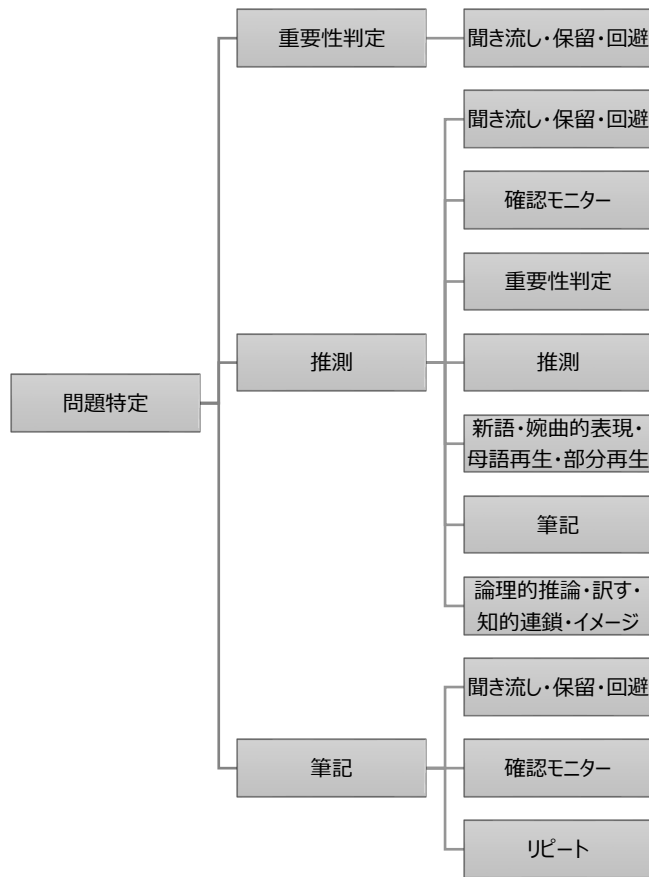 重要性判定
聞き流し・保留・回避
聞き流し・保留・回避
確認モニター
重要性判定
推測
推測
問題特定
新語・婉曲的表現・
母語再生・部分再生
筆記
論理的推論・訳す・
知的連鎖・イメージ
聞き流し・保留・回避
筆記
確認モニター
リピート